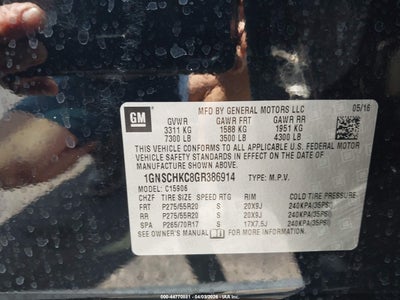 MFD BY GENERAL MOTORS LLC 05/16
GM
GVWR GAWR FRT GAWR RR
3311 KG 1588 KG 1951 KG
7300 LB 3500 LB 4300 LB
THIS VEHICLE CONFORMS TO ALL APPLICABLE U.S. FEDERAL MOTOR
VEHICLE SAFETY AND THEFT PREVENTION STANDARDS IN EFFECT ON
THE DATE OF MANUFACTURE SHOWN ABOVE.
1GNSCHKC8GR386914 TYPE: M.P.V.
MODEL: C15906
CHZF TIRE SIZE SPEED RTG RIM COLD TIRE PRESSURE
FRT P275/55R20 S 20X9J 240KPA(35PSI)
RR P275/55R20 S 20X9J 240KPA(35PSI)
SPA P265/70R17 S 17X7.5J 240KPA(35PSI)
SEE OWNER'S MANUAL FOR MORE INFORMATION.